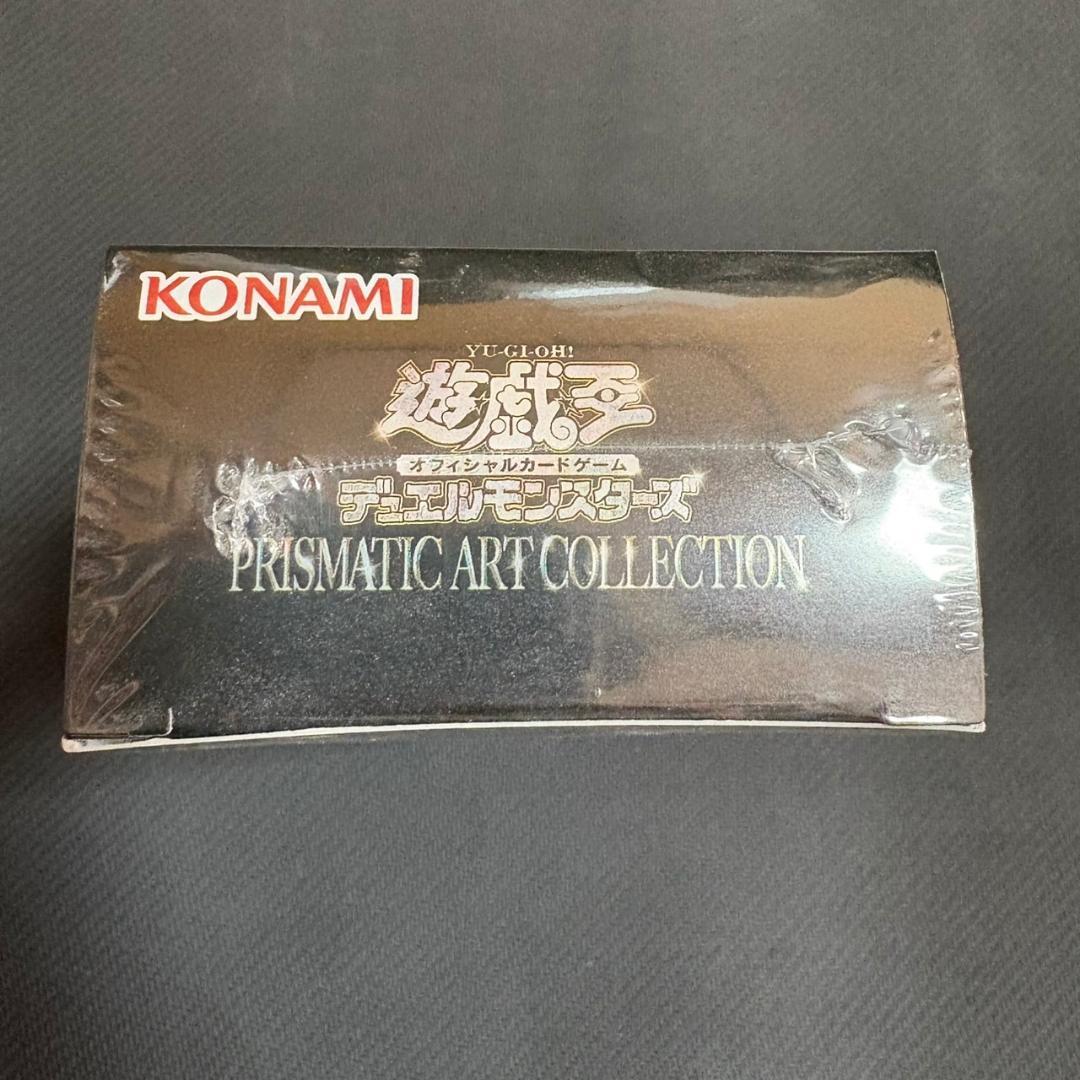 KONAMI
YU-GI-OH!
遊戯王
オフィシャルカードゲーム
デュエルモンスターズ
PRISMATIC ART COLLECTION